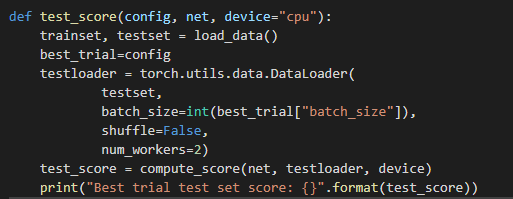 def test_score(config, net, device="cpu"):
    trainset, testset = load_data()
    best_trial=config
    testloader = torch.utils.data.DataLoader(
            testset,
            batch_size=int(best_trial["batch_size"]),
            shuffle=False,
            num_workers=2)
    test_score = compute_score(net, testloader, device)
    print("Best trial test set score: {}".format(test_score))